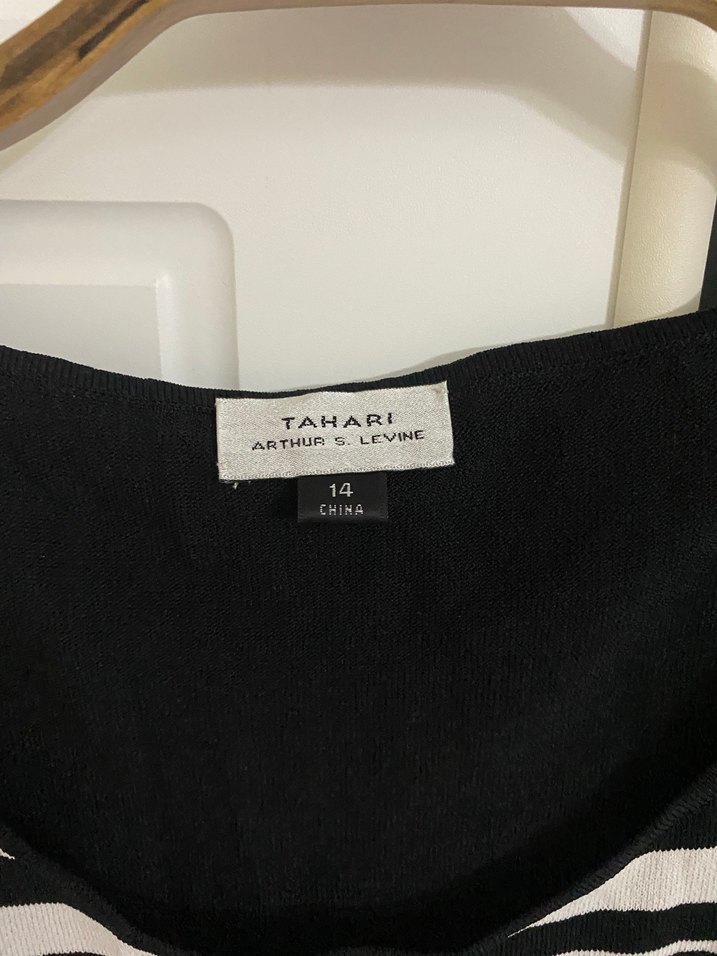 TAHARI
ARTHUR S. LEVINE
14
CHINA